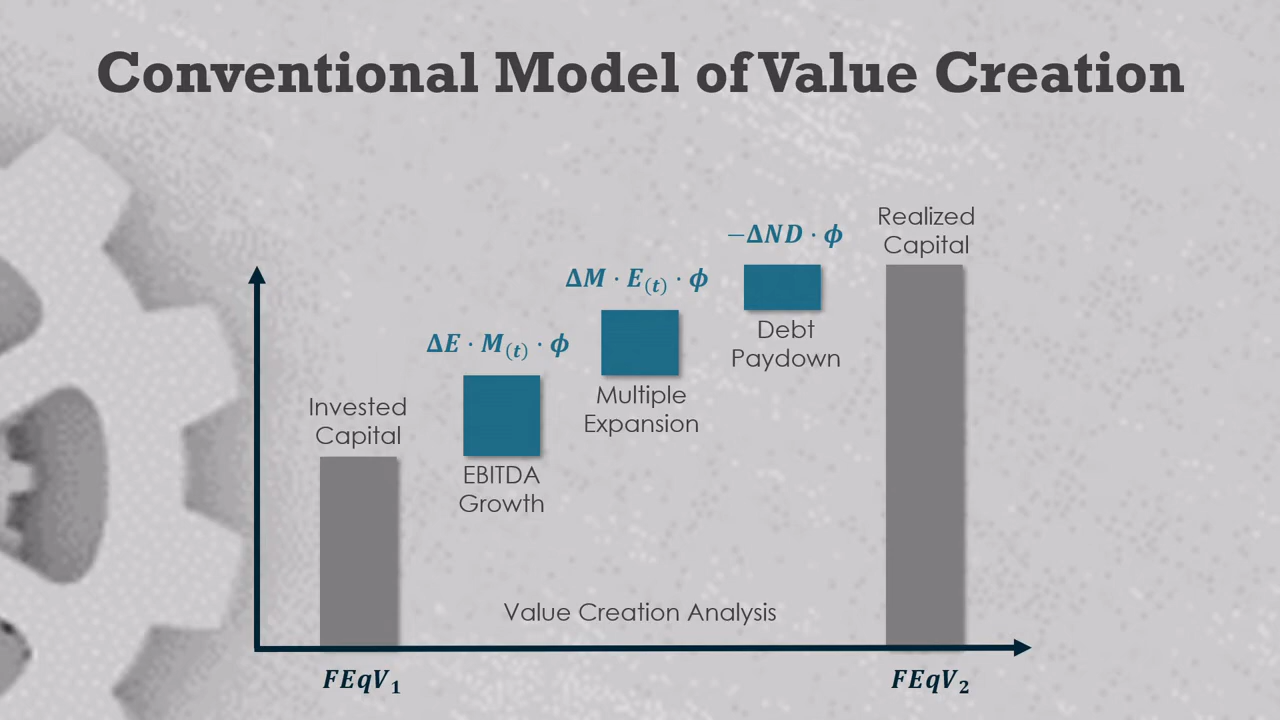 Conventional Model of Value Creation
Realized
Capital
−ΔND · ϕ
ΔM · E(t) · ϕ
Debt
Paydown
ΔE · M(t) · ϕ
Multiple
Expansion
Invested
Capital
EBITDA
Growth
Value Creation Analysis
FEqV₁
FEqV₂